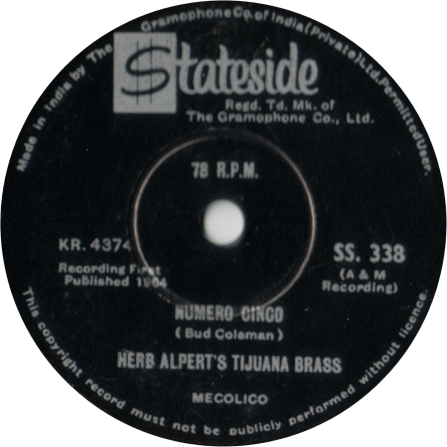 Made in India by The Gramophone Co. of India (Private) Ltd. Permitted User.
$tateside
Regd. Td. Mk. of
The Gramophone Co., Ltd.
78 R.P.M.
KR. 4374
SS. 338
Recording First
Published 1964
(A & M
Recording)
NUMERO CINCO
(Bud Coleman)
HERB ALPERT'S TIJUANA BRASS
MECOLICO
This copyright record must not be publicly performed without licence.